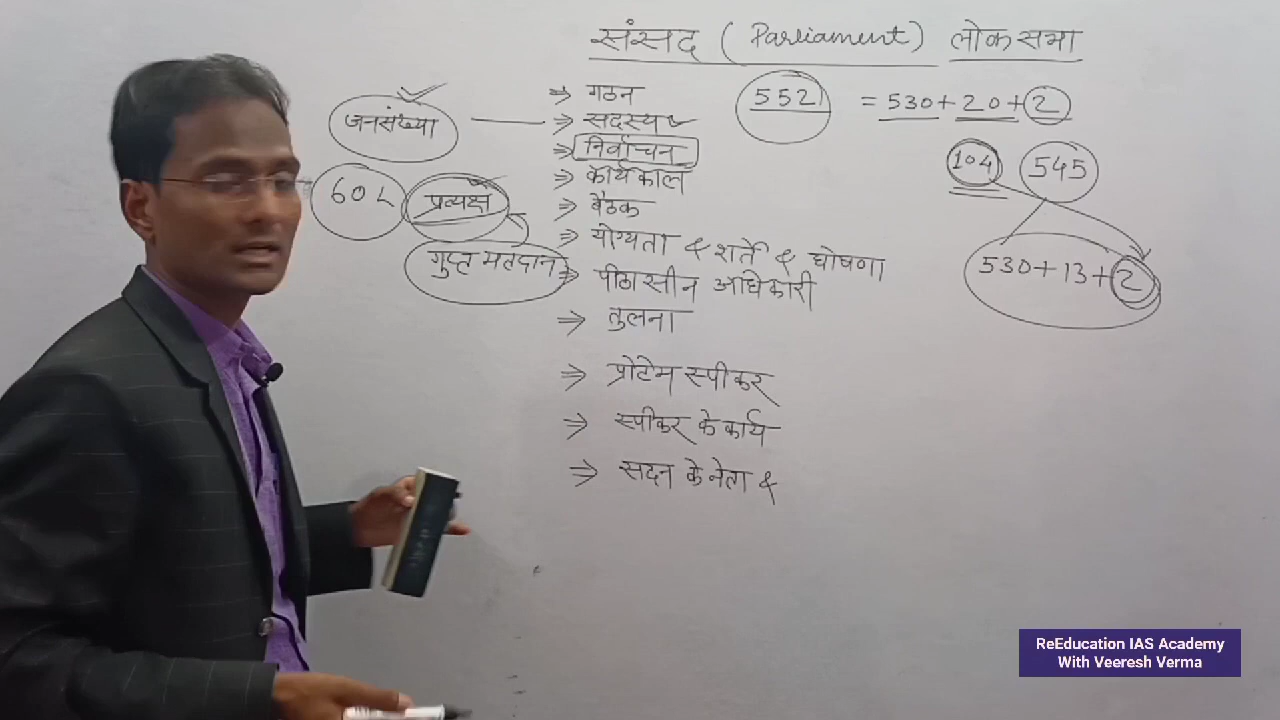 संसद (Parliament) लोकसभा
⇒ गठन
552 = 530 + 20 + 2
जनसंख्या
⇒ सदस्य
⇒ निर्वाचन
104 545
⇒ कार्यकाल
60 प्रत्यक्ष
⇒ बैठक
⇒ योग्यता & शर्ते & घोषणा
गुप्त मतदान
⇒ पीठासीन अधिकारी
530 + 13 + 2
⇒ तुलना
⇒ प्रोटेम स्पीकर
⇒ स्पीकर के कार्य
⇒ सदन के नेता &
ReEducation IAS Academy
With Veeresh Verma